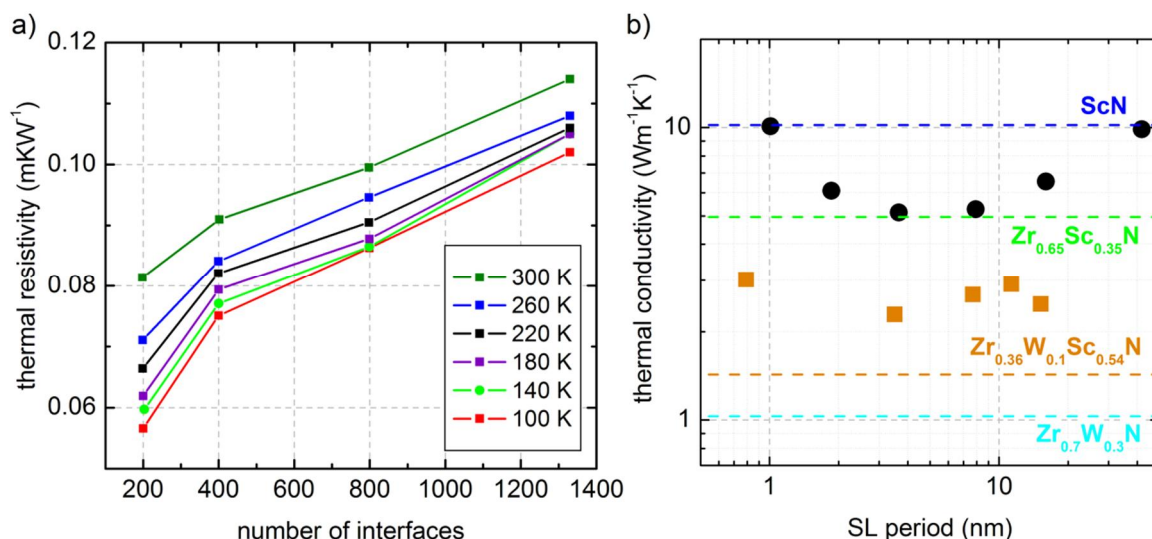 a)
0.12
0.10
0.08
0.06
thermal resistivity (mKW⁻¹)
300 K
260 K
220 K
180 K
140 K
100 K
200 400 600 800 1000 1200 1400
number of interfaces
b)
10
1
thermal conductivity (Wm⁻¹K⁻¹)
ScN
Zr₀.₆₅Sc₀.₃₅N
Zr₀.₃₆W₀.₁Sc₀.₅₄N
Zr₀.₇W₀.₃N
1 10
SL period (nm)